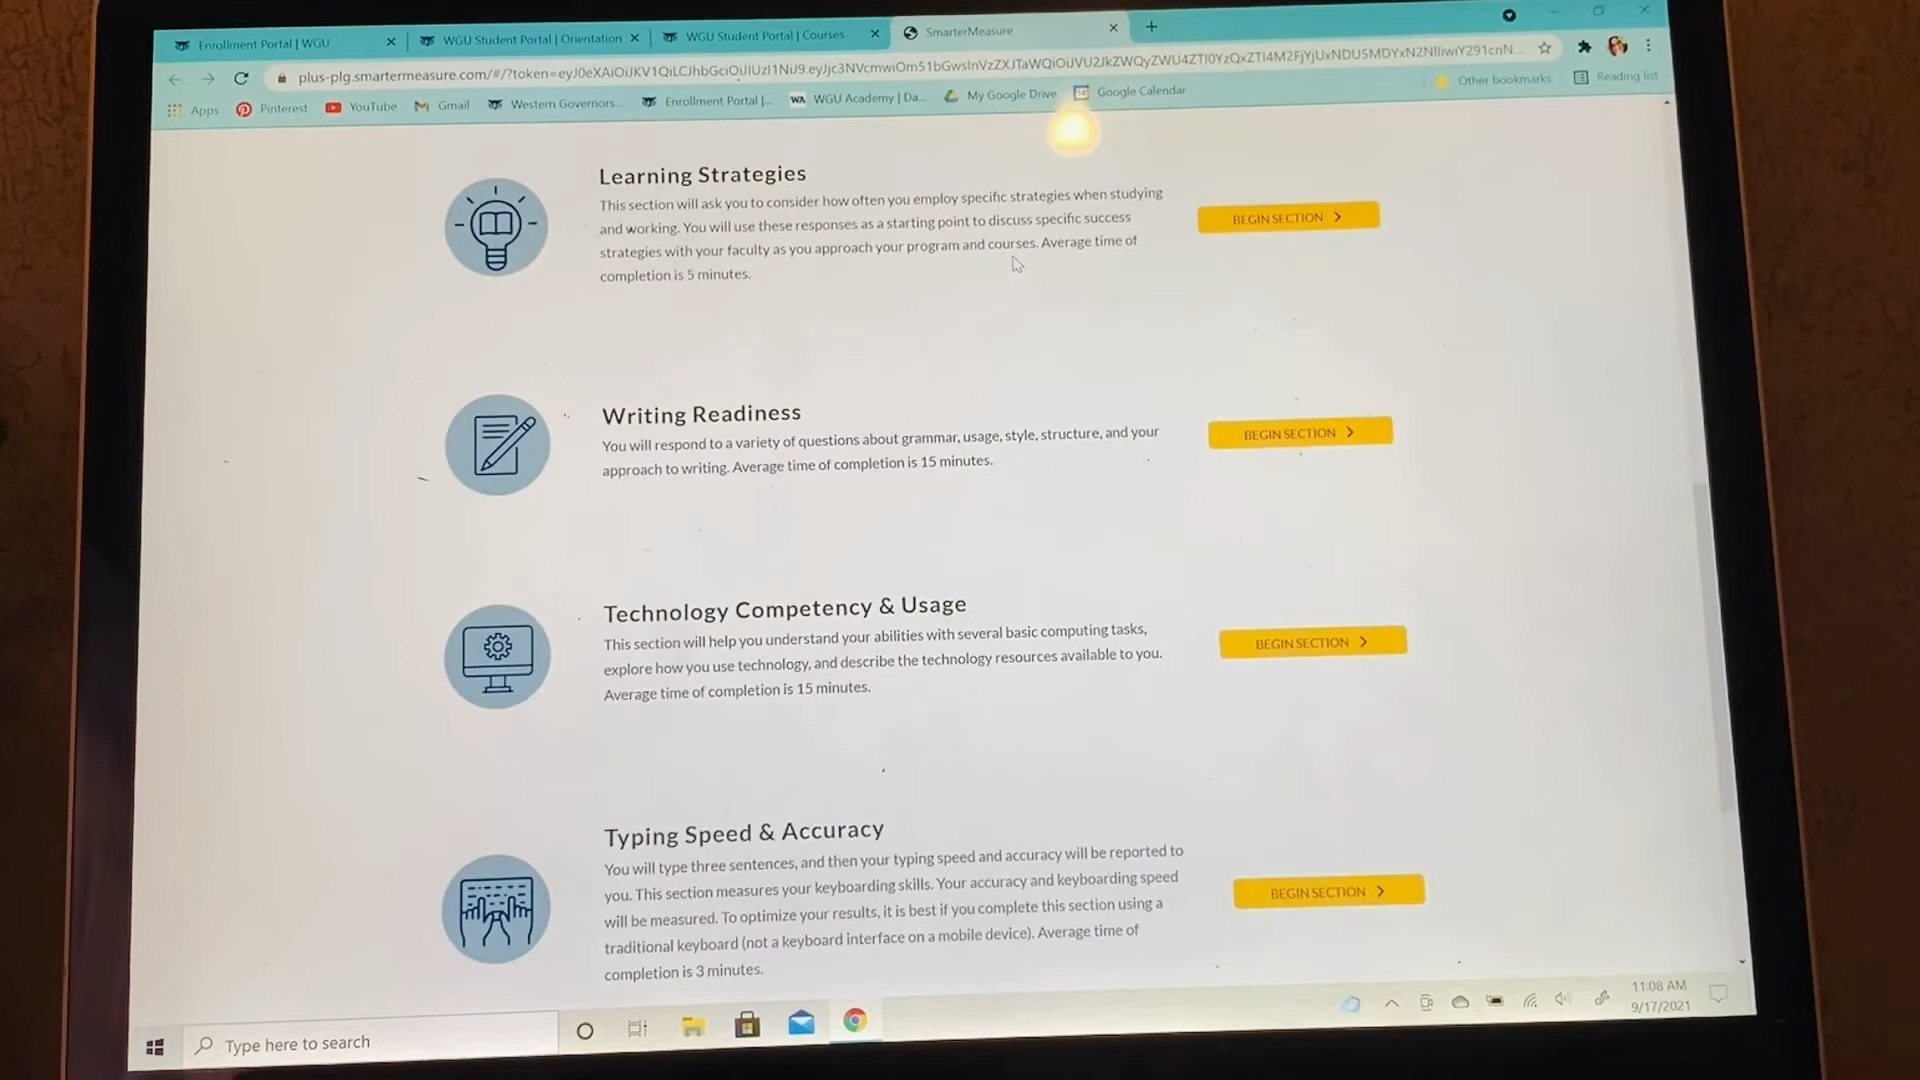 Enrollment Portal | WGU
WGU Student Portal | Orientation
WGU Student Portal | Courses
SmarterMeasure
Apps
Pinterest
YouTube
Gmail
Western Governors...
Enrollment Portal |...
WA WGU Academy | Da...
My Google Drive
Google Calendar
Other bookmarks
Reading list
Learning Strategies
This section will ask you to consider how often you employ specific strategies when studying
and working. You will use these responses as a starting point to discuss specific success
strategies with your faculty as you approach your program and courses. Average time of
completion is 5 minutes.
BEGIN SECTION
Writing Readiness
You will respond to a variety of questions about grammar, usage, style, structure, and your
approach to writing. Average time of completion is 15 minutes.
BEGIN SECTION
Technology Competency & Usage
This section will help you understand your abilities with several basic computing tasks,
explore how you use technology, and describe the technology resources available to you.
Average time of completion is 15 minutes.
BEGIN SECTION
Typing Speed & Accuracy
You will type three sentences, and then your typing speed and accuracy will be reported to
you. This section measures your keyboarding skills. Your accuracy and keyboarding speed
will be measured. To optimize your results, it is best if you complete this section using a
traditional keyboard (not a keyboard interface on a mobile device). Average time of
completion is 3 minutes.
BEGIN SECTION
Type here to search
11:08 AM
9/17/2021